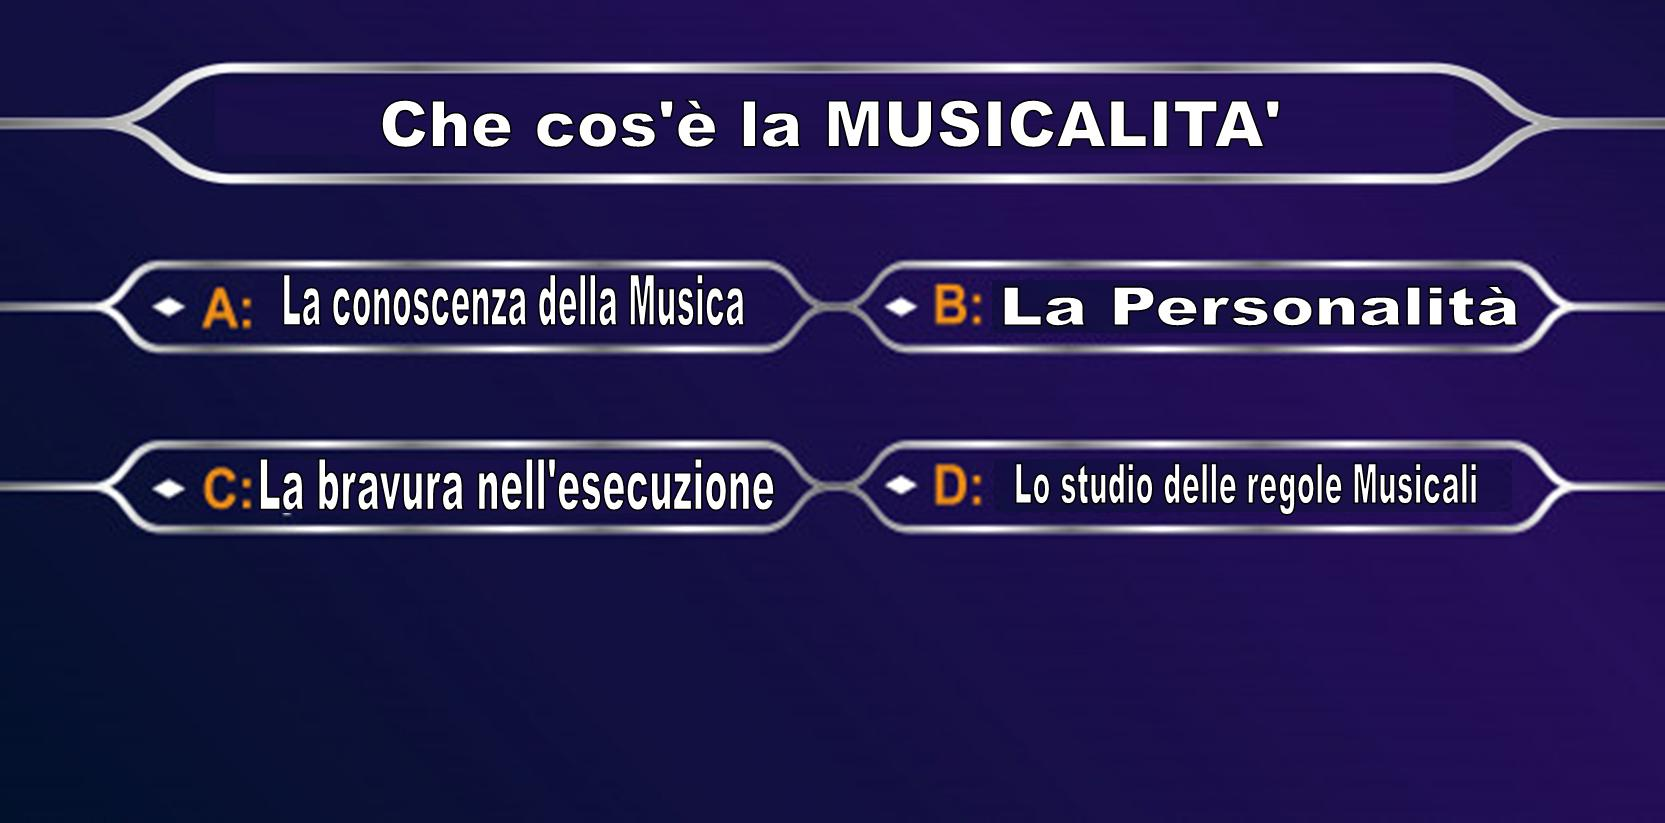 Che cos'è la MUSICALITA'
A: La conoscenza della Musica
B: La Personalità
C: La bravura nell'esecuzione
D: Lo studio delle regole Musicali